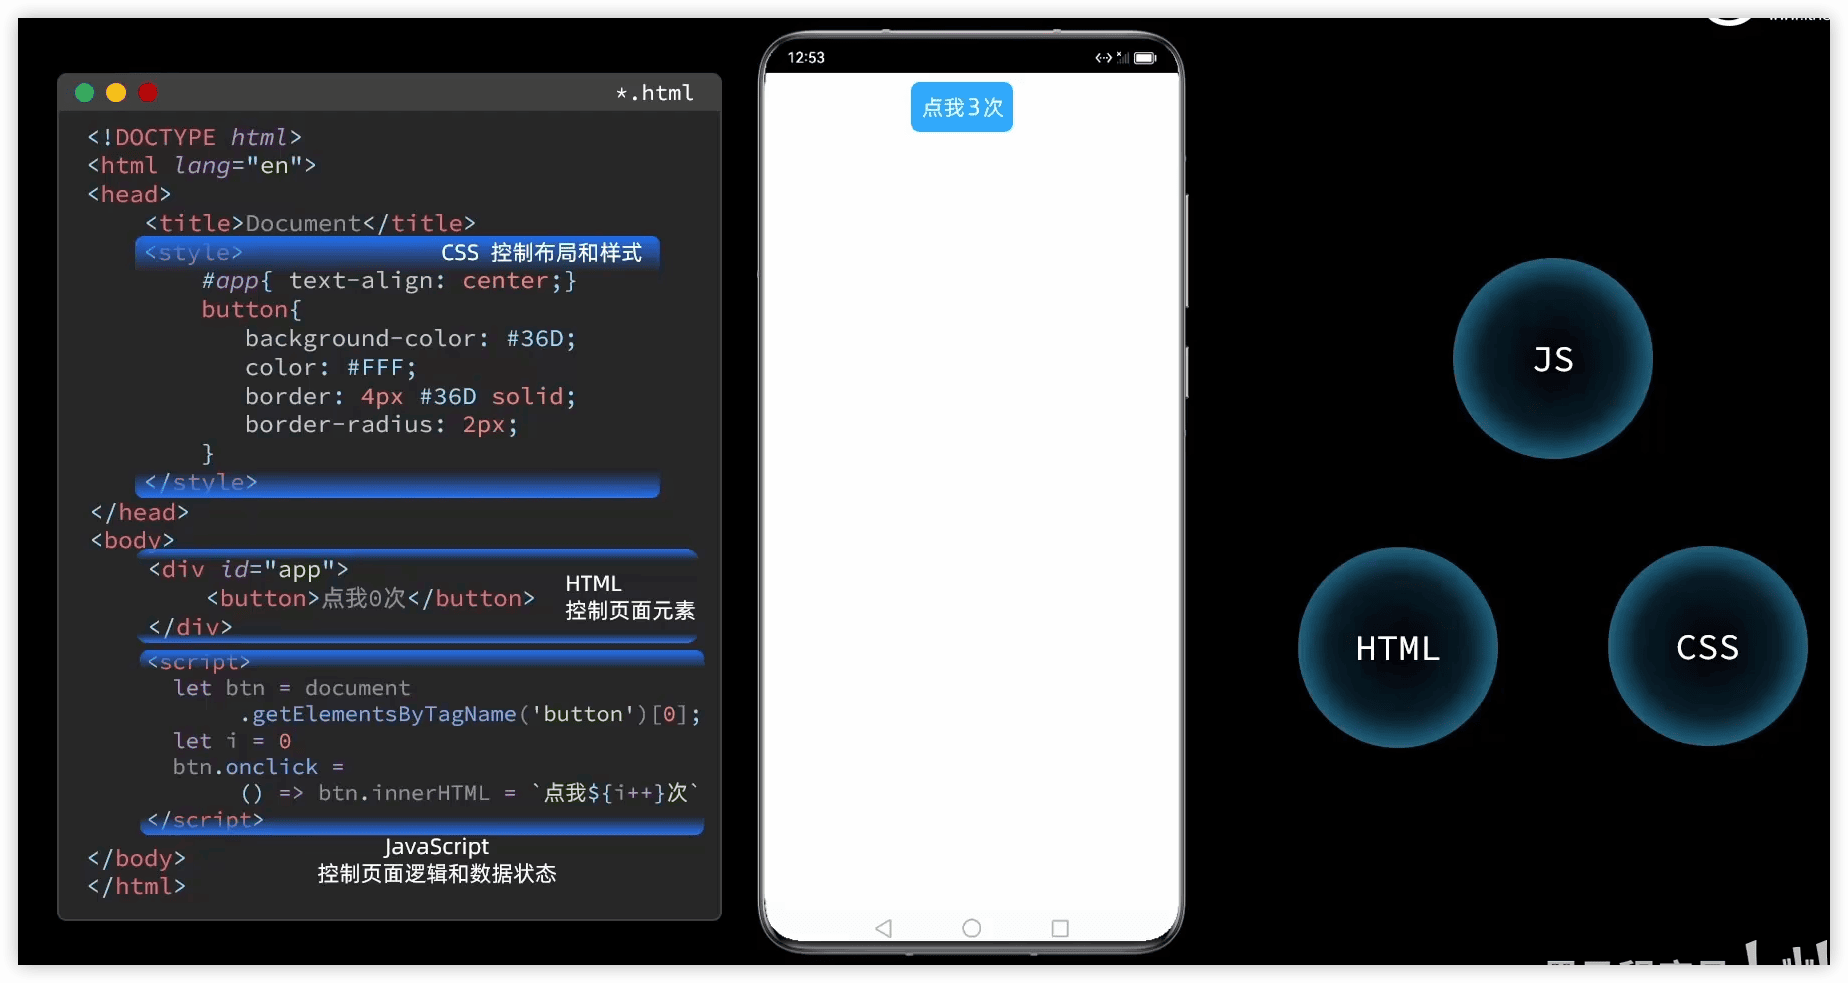 *.html
<!DOCTYPE html>
<html lang="en">
<head>
<title>Document</title>
<style>
CSS 控制布局和样式
#app{ text-align: center;}
button{
background-color: #36D;
color: #FFF;
border: 4px #36D solid;
border-radius: 2px;
}
</style>
</head>
<body>
<div id="app">
<button>点我0次</button>
</div>
HTML
控制页面元素
<script>
let btn = document
.getElementsByTagName('button')[0];
let i = 0
btn.onclick =
() => btn.innerHTML = `点我${i++}次`
</script>
JavaScript
控制页面逻辑和数据状态
</body>
</html>
12:53
点我3次
JS
HTML
CSS